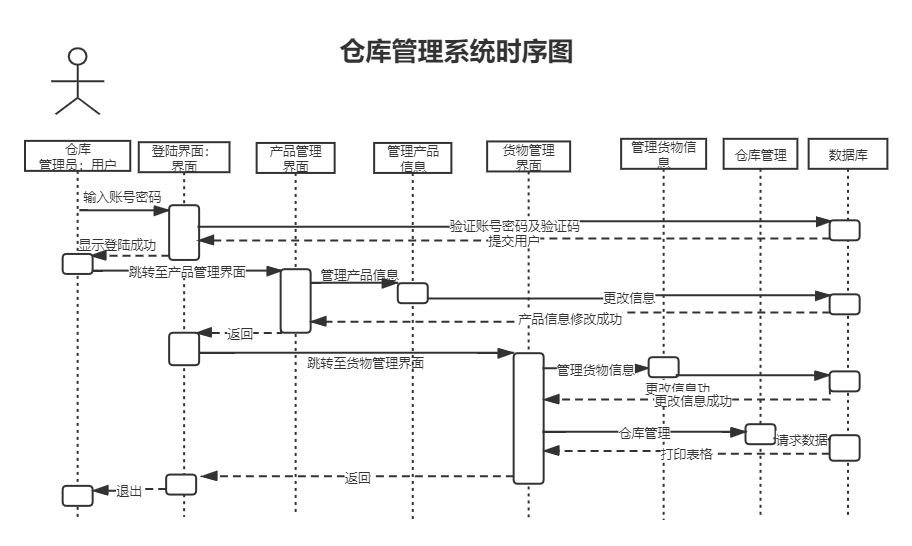 仓库管理系统时序图
仓库
管理员：用户
登陆界面：
界面
产品管理
界面
管理产品
信息
货物管理
界面
管理货物信
息
仓库管理
数据库
输入账号密码
验证账号密码及验证码
提交用户
显示登陆成功
跳转至产品管理界面
管理产品信息
更改信息
产品信息修改成功
返回
跳转至货物管理界面
管理货物信息
更改信息功
更改信息成功
仓库管理
请求数据
打印表格
返回
退出